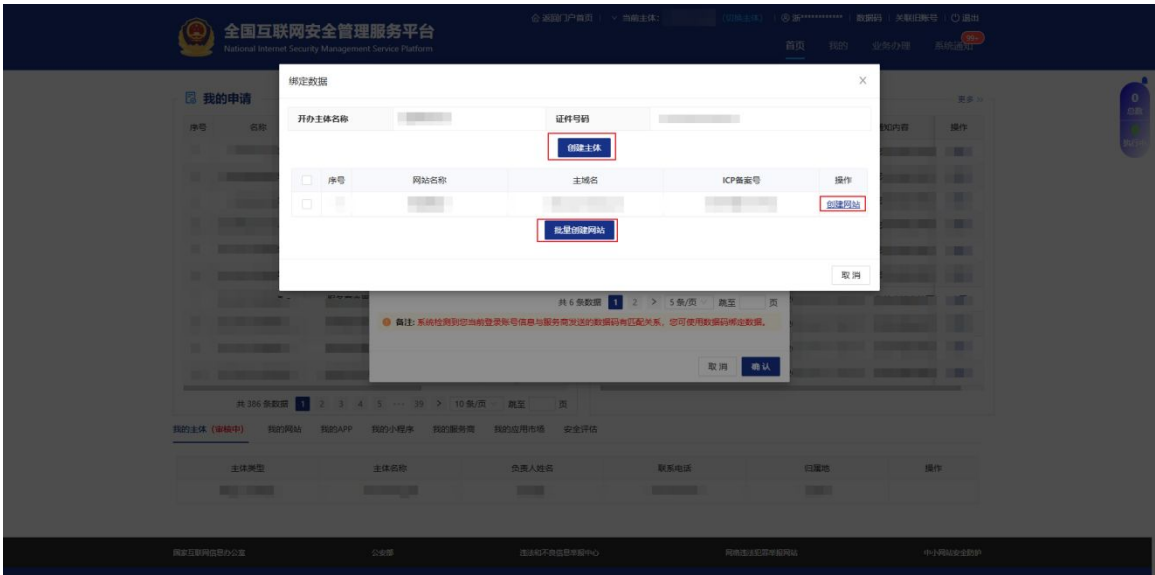 返回门户首页 当前主体: [切换主体] 浙************ 数据码 关联旧账号 退出
全国互联网安全管理服务平台
National Internet Security Management Service Platform
首页 我的 业务办理 系统通知 99+
绑定数据 ×
我的申请 更多
0
总数
开办主体名称 证件号码
序号 名称 通知内容 操作
创建主体
序号 网站名称 主域名 ICP备案号 操作
创建网站
批量创建网站
取 消
共 6 条数据 1 2 > 5 条/页 跳至 页
备注: 系统检测到您当前登录账号信息与服务商发送的数据码有匹配关系,您可使用数据码绑定数据。
取 消 确 认
共 386 条数据 1 2 3 4 5 ··· 39 > 10 条/页 跳至 页
我的主体(审核中) 我的网站 我的APP 我的小程序 我的服务商 我的应用市场 安全评估
主体类型 主体名称 负责人姓名 联系电话 归属地 操作
国家互联网信息办公室 公安部 违法和不良信息举报中心 网络违法犯罪举报网站 中小网站安全防护